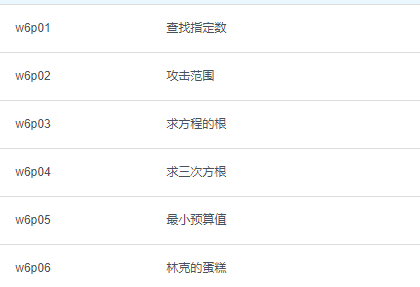 w6p01 查找指定数
w6p02 攻击范围
w6p03 求方程的根
w6p04 求三次方根
w6p05 最小预算值
w6p06 林克的蛋糕